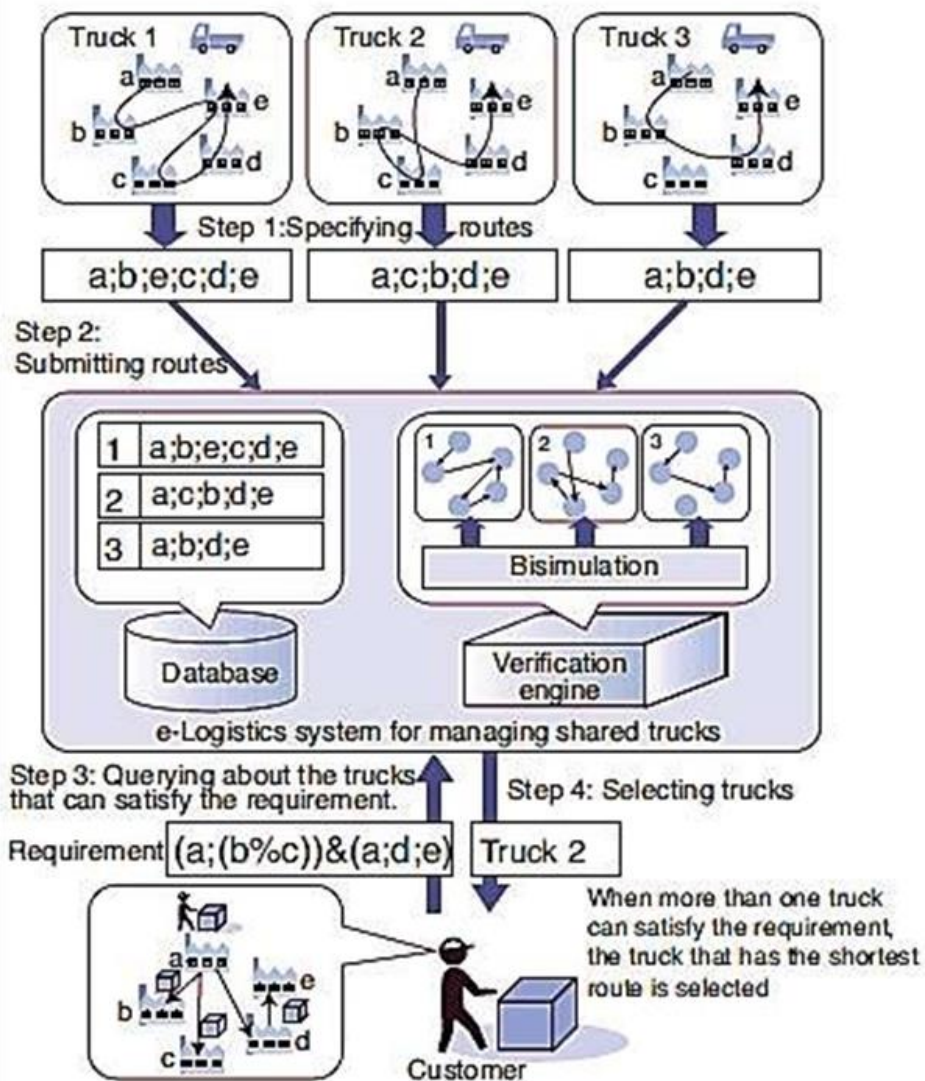 Truck 1
a
b
c
d
e
Truck 2
a
b
c
d
e
Truck 3
a
b
c
d
e
Step 1:Specifying routes
a;b;e;c;d;e
a;c;b;d;e
a;b;d;e
Step 2:
Submitting routes
1 a;b;e;c;d;e
2 a;c;b;d;e
3 a;b;d;e
Database
1
2
3
Bisimulation
Verification
engine
e-Logistics system for managing shared trucks
Step 3: Querying about the trucks
that can satisfy the requirement.
Step 4: Selecting trucks
Requirement (a;(b%c))&(a;d;e)
Truck 2
When more than one truck
can satisfy the requirement,
the truck that has the shortest
route is selected
a
b
c
d
e
Customer